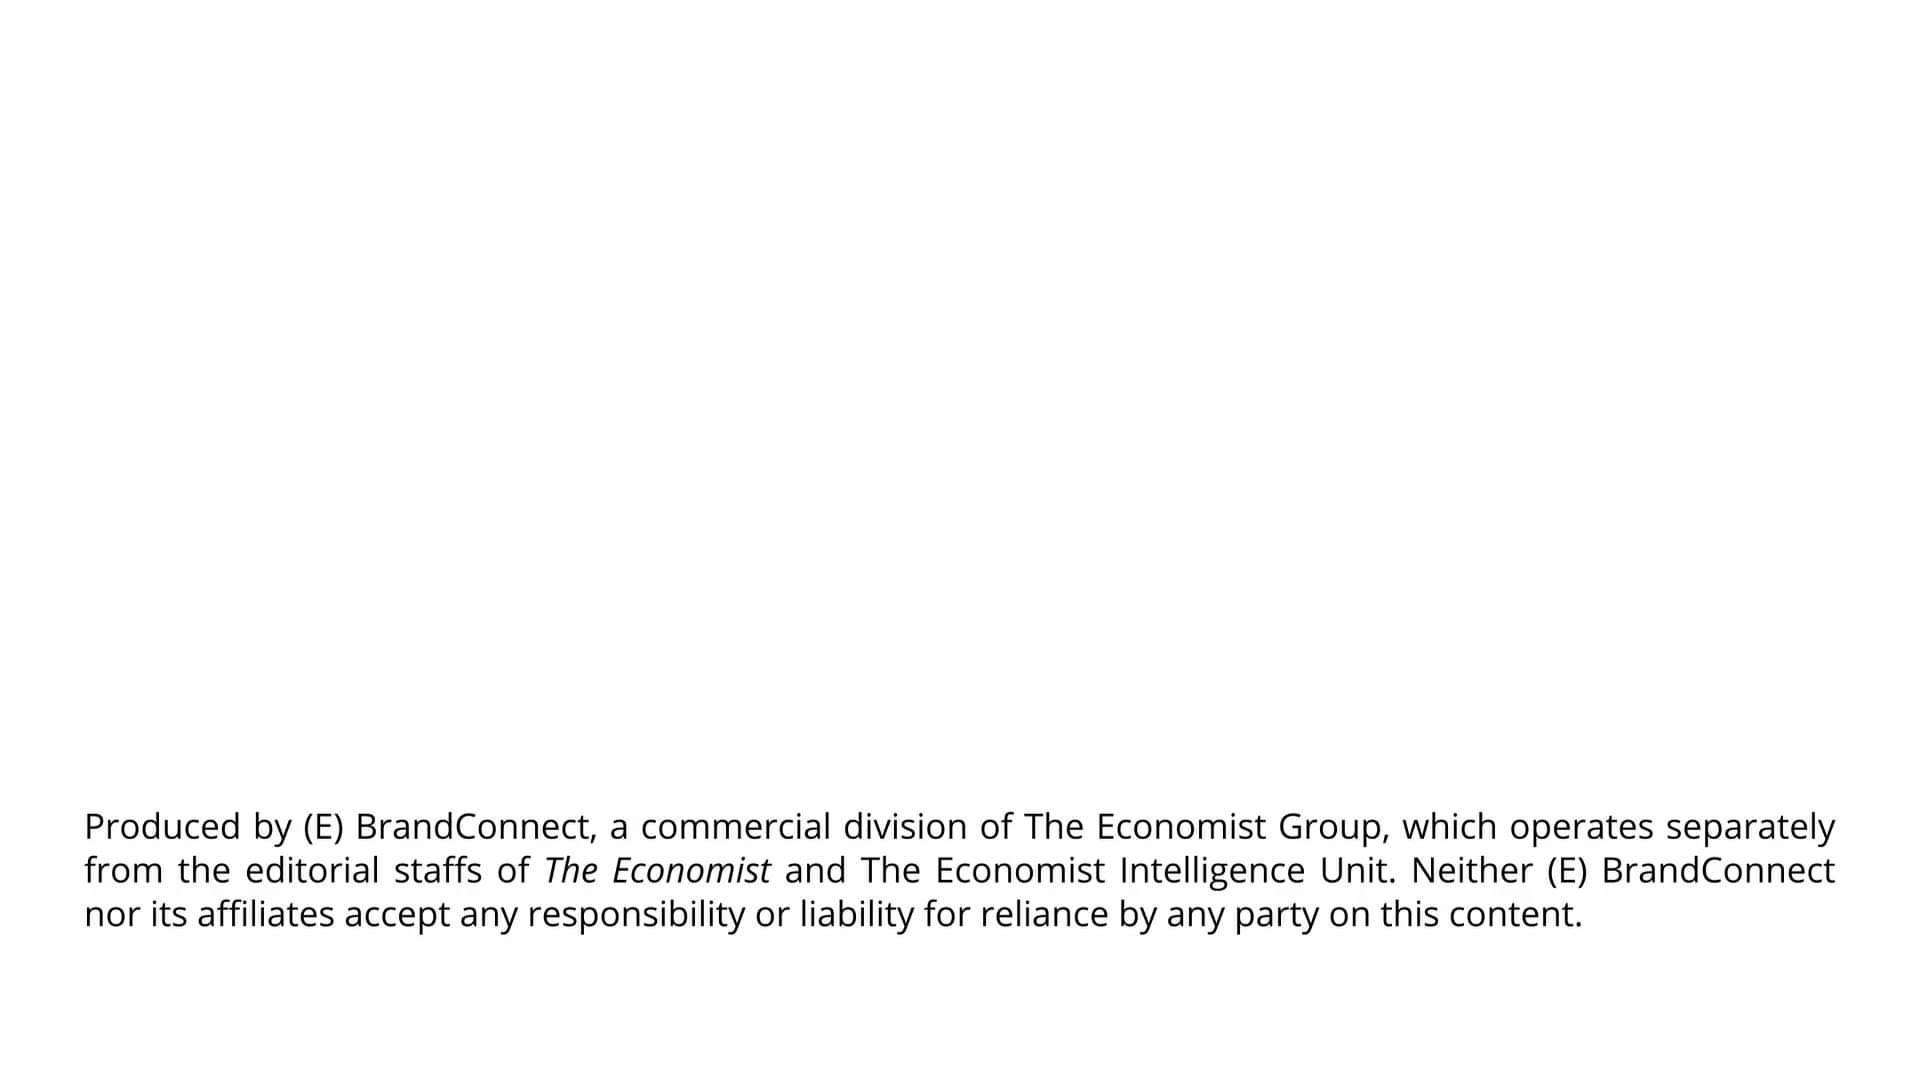 Produced by (E) BrandConnect, a commercial division of The Economist Group, which operates separately
from the editorial staffs of The Economist and The Economist Intelligence Unit. Neither (E) BrandConnect
nor its affiliates accept any responsibility or liability for reliance by any party on this content.